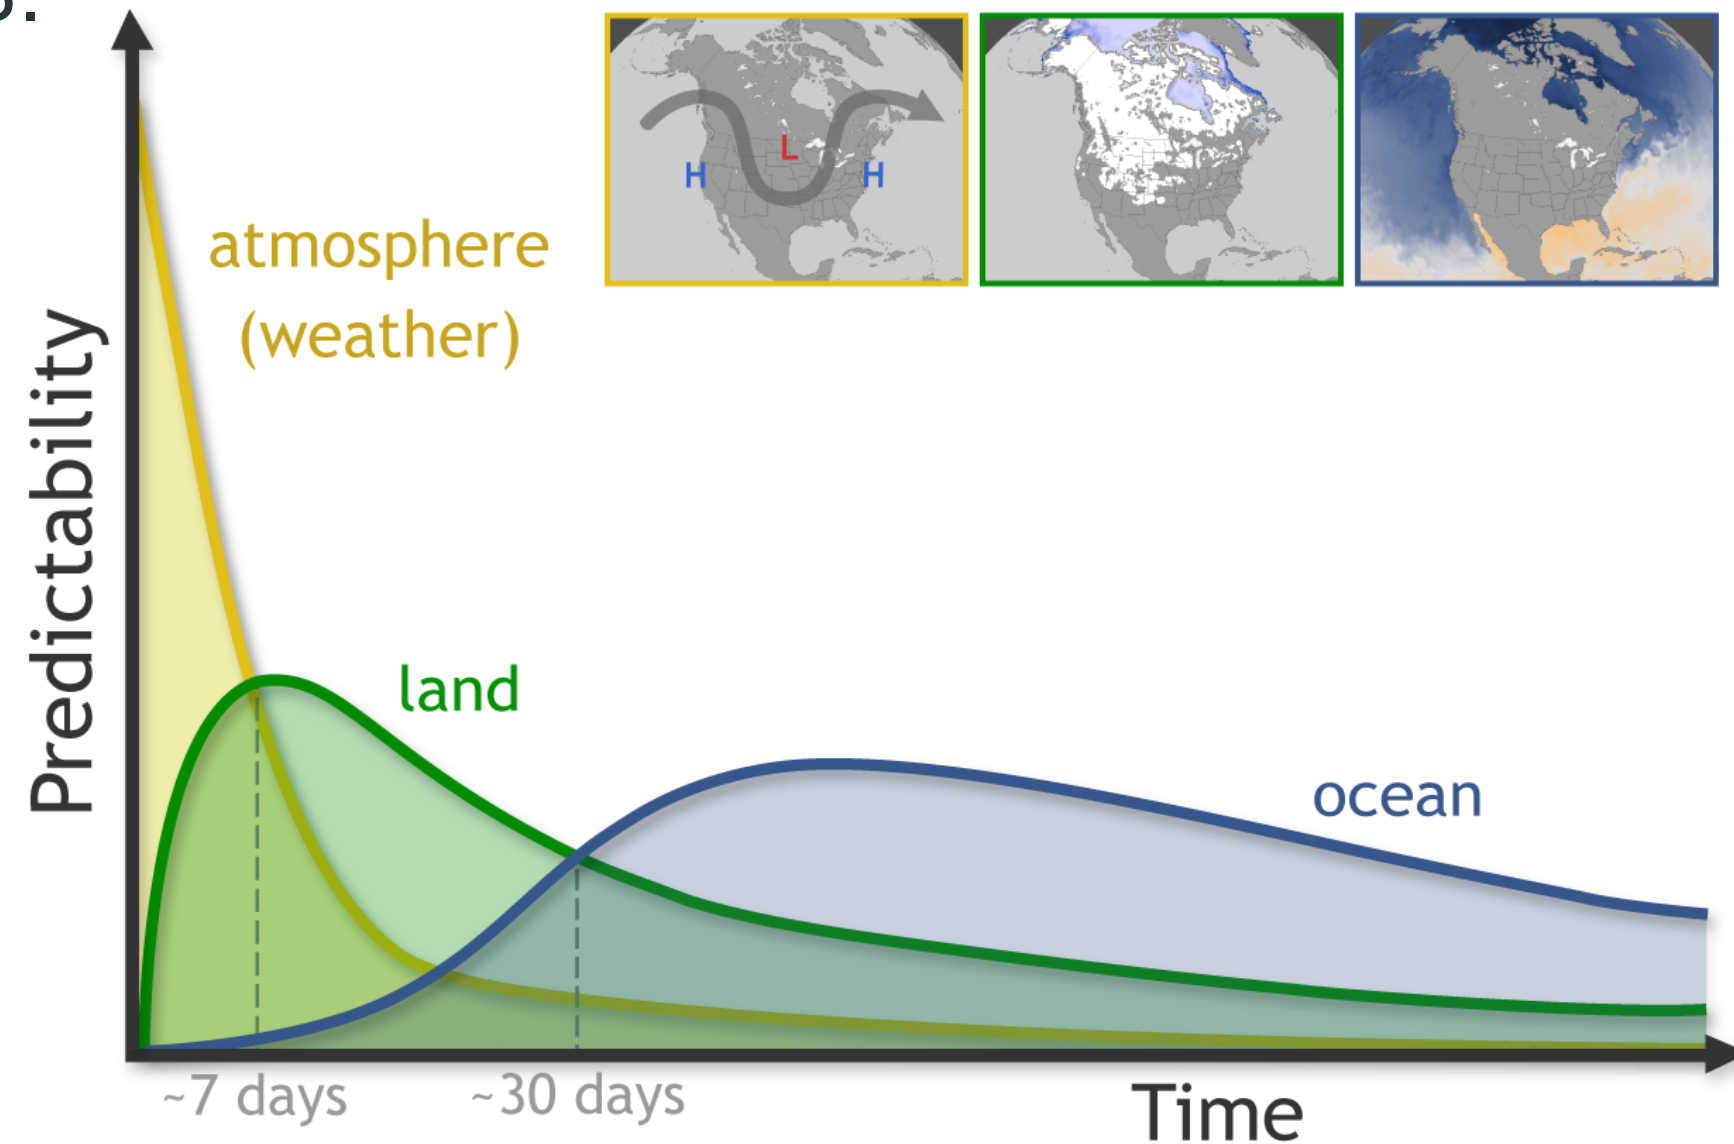 L
H
H
atmosphere
(weather)
Predictability
land
ocean
~7 days
~30 days
Time